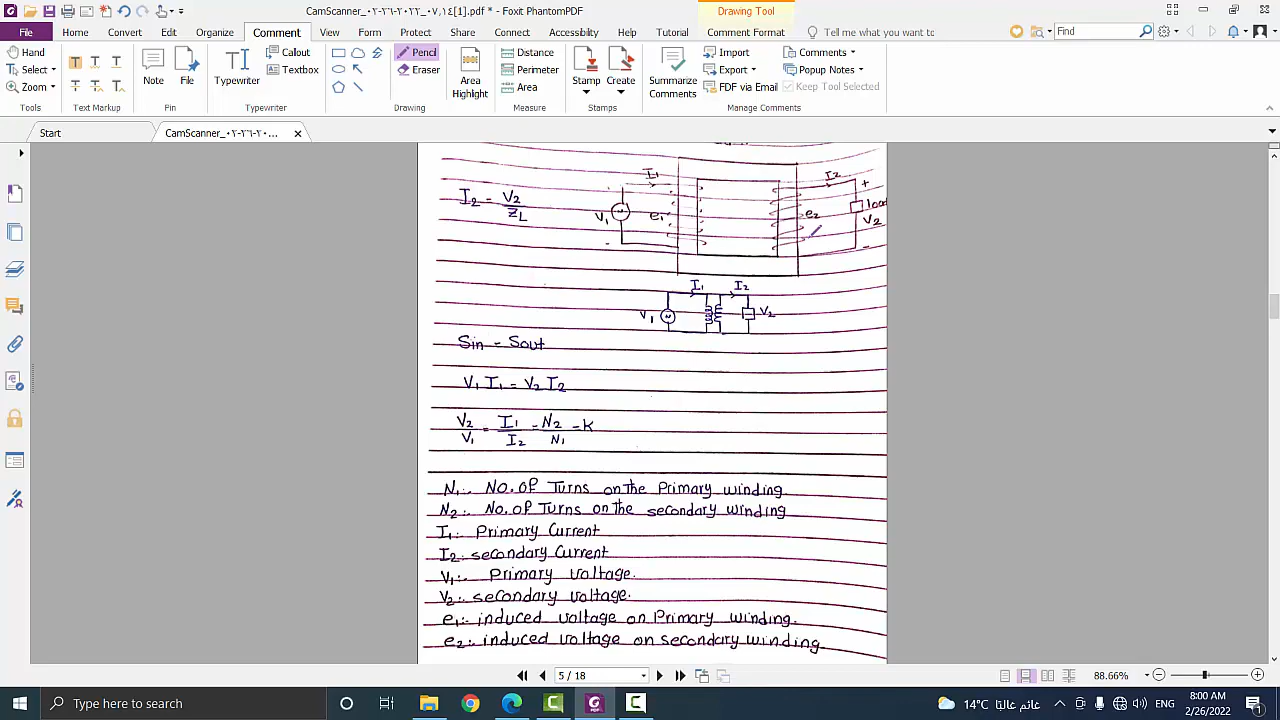 CamScanner_٠٧,١٤_٢٠٢٢-٠٢-٢٦[1].pdf * - Foxit PhantomPDF
Drawing Tool
File Home Comment Edit Organize Convert Protect Share Connect Accessibility View Form Help Tutorial Comment Format Tell me what you want to do.. Find
Hand
Select
Zoom
Tools
Text Markup
Note
File
Pin
Typewriter
Callout
Textbox
Typewriter
Pencil
Eraser
Drawing
Area Highlight
Distance
Perimeter
Area
Measure
Stamp
Create
Stamps
Summarize Comments
Import
Export
FDF via Email
Comments
Popup Notes
Keep Tool Selected
Manage Comments
Start
I1 I2 +
I2 = V2/ZL V1 e1 e2 load V2
- -
I1 I2
V1 V2
Sin = Sout
V1 I1 = V2 I2
V2/V1 = I1/I2 = N2/N1 = K
N1:- NO.OF Turns on the Primary winding
N2:- NO.OF Turns on the secondary winding
I1:- Primary Current
I2:- secondary Current
V1:- Primary voltage.
V2:- secondary voltage.
e1:- induced voltage on Primary winding.
e2:- induced voltage on secondary winding.
5 / 18
88.66%
Type here to search
14°C
8:00 AM
2/26/2022